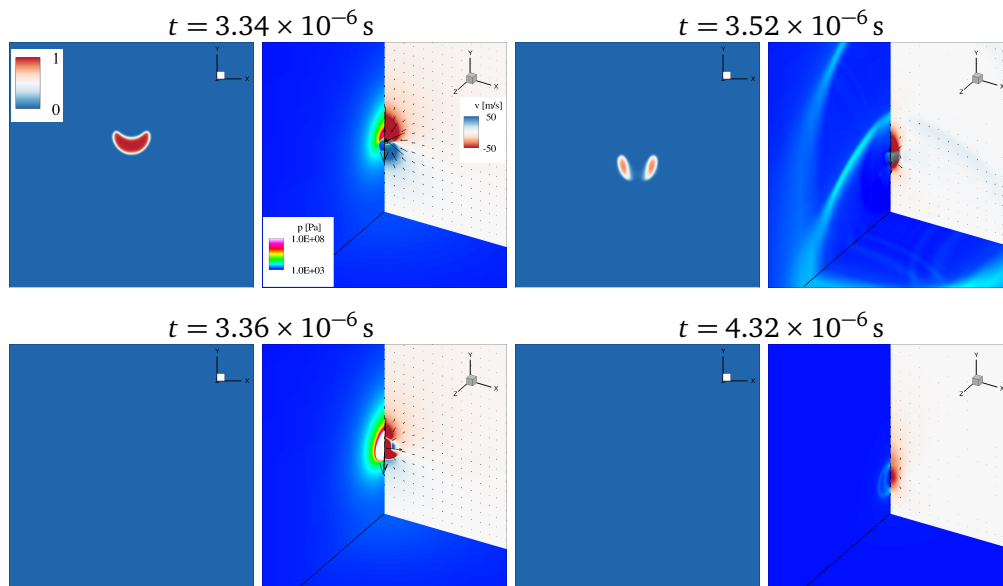 t = 3.34 × 10⁻⁶ s
t = 3.52 × 10⁻⁶ s
1
0
Y
X
Y
X
Z
v [m/s]
50
-50
p [Pa]
1.0E+08
1.0E+03
Y
X
Y
X
Z
t = 3.36 × 10⁻⁶ s
t = 4.32 × 10⁻⁶ s
Y
X
Y
X
Z
Y
X
Y
X
Z